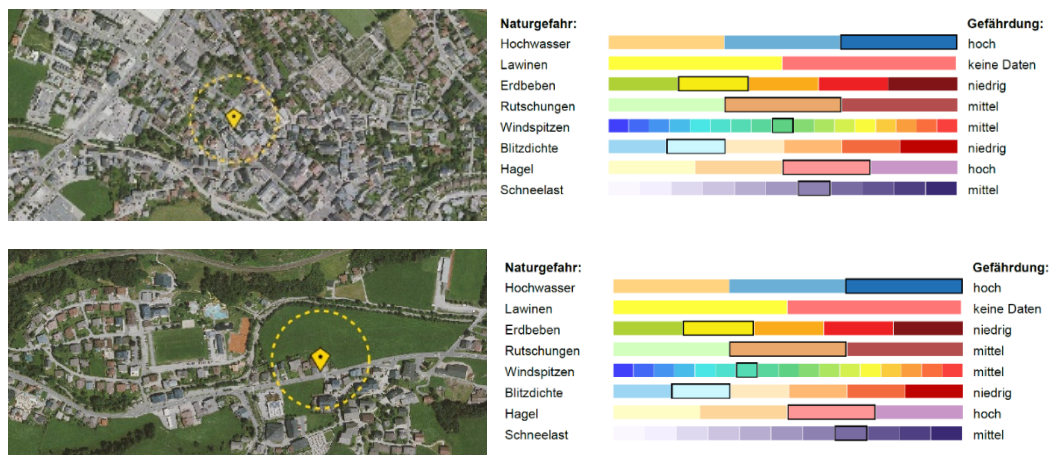 Naturgefahr: Gefährdung:
Hochwasser hoch
Lawinen keine Daten
Erdbeben niedrig
Rutschungen mittel
Windspitzen mittel
Blitzdichte niedrig
Hagel hoch
Schneelast mittel
Naturgefahr: Gefährdung:
Hochwasser hoch
Lawinen keine Daten
Erdbeben niedrig
Rutschungen mittel
Windspitzen mittel
Blitzdichte niedrig
Hagel hoch
Schneelast mittel